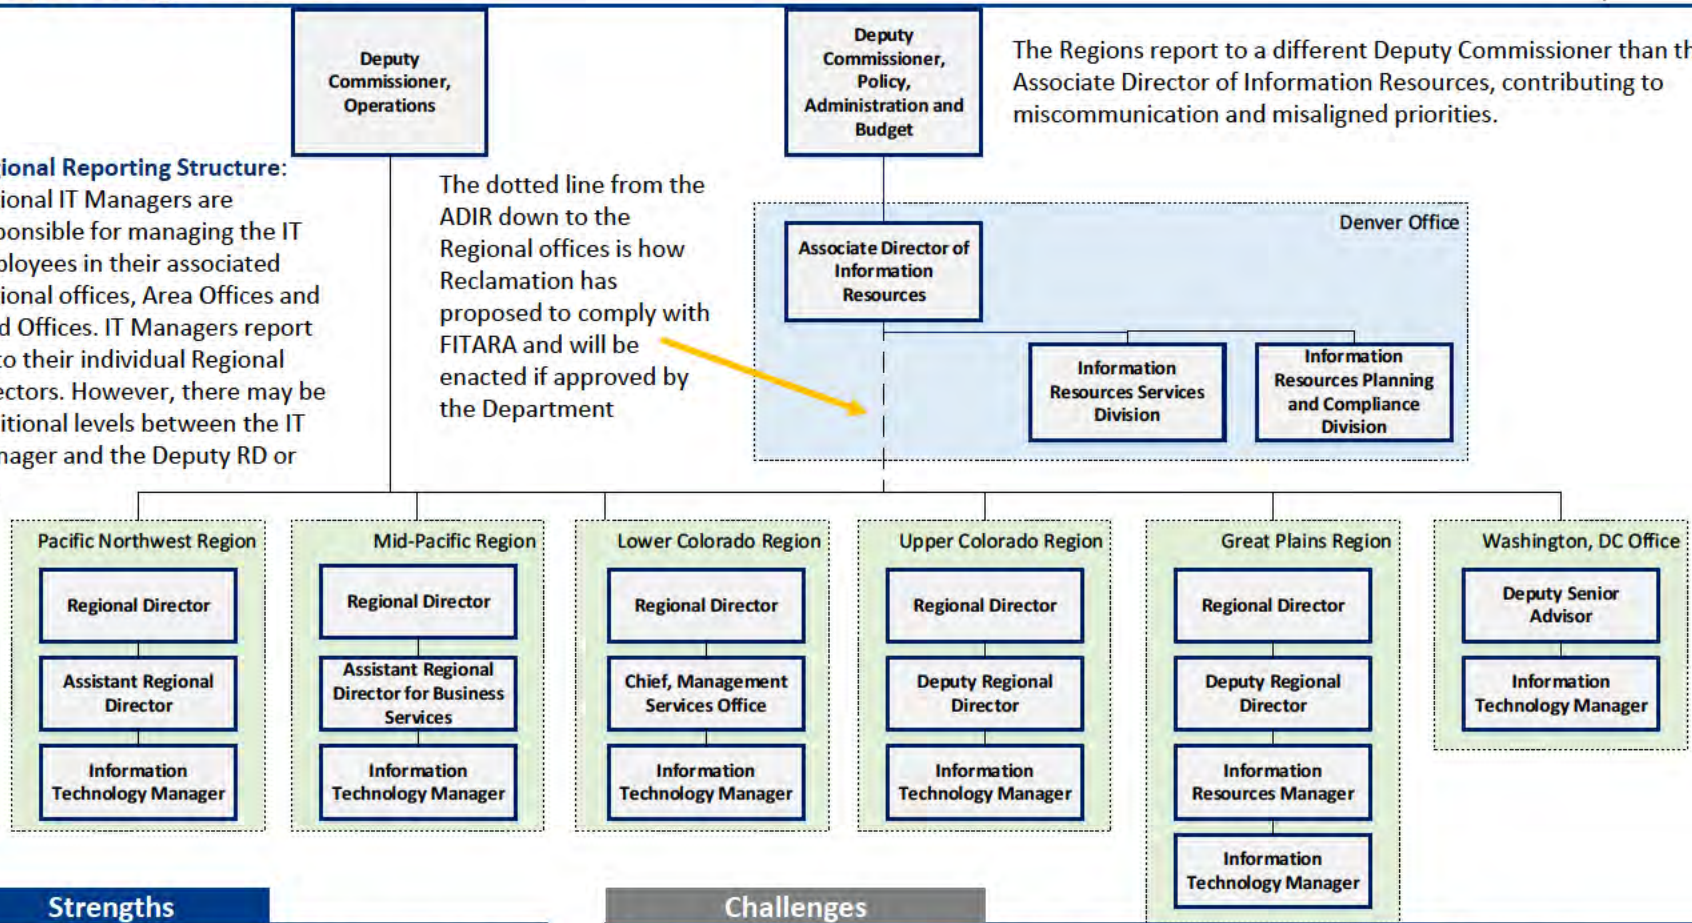 Deputy
Commissioner,
Operations
Deputy
Commissioner,
Policy,
Administration and
Budget
The Regions report to a different Deputy Commissioner than
Associate Director of Information Resources, contributing to
miscommunication and misaligned priorities.
Reporting Structure:
IT Managers are
for managing the IT
in their associated
offices, Area Offices and
Offices. IT Managers report
to their individual Regional
However, there may be
levels between the IT
and the Deputy RD or
The dotted line from the
ADIR down to the
Regional offices is how
Reclamation has
proposed to comply with
FITARA and will be
enacted if approved by
the Department
Denver Office
Associate Director of
Information
Resources
Information
Resources Services
Division
Information
Resources Planning
and Compliance
Division
Pacific Northwest Region
Regional Director
Assistant Regional
Director
Information
Technology Manager
Mid-Pacific Region
Regional Director
Assistant Regional
Director for Business
Services
Information
Technology Manager
Lower Colorado Region
Regional Director
Chief, Management
Services Office
Information
Technology Manager
Upper Colorado Region
Regional Director
Deputy Regional
Director
Information
Technology Manager
Great Plains Region
Regional Director
Deputy Regional
Director
Information
Resources Manager
Information
Technology Manager
Washington, DC Office
Deputy Senior
Advisor
Information
Technology Manager
Strengths
Challenges